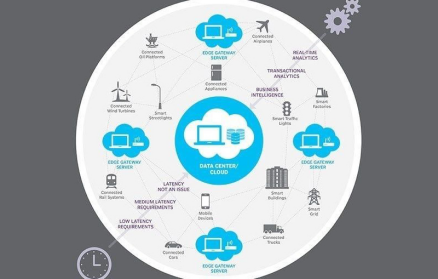 EDGE GATEWAY
SERVER
Connected
Oil Platforms
Connected
Airplanes
REAL-TIME
ANALYTICS
Connected
Appliances
TRANSACTIONAL
ANALYTICS
BUSINESS
INTELLIGENCE
Connected
Wind Turbines
Smart
Streetlights
Smart Traffic
Lights
Smart
Factories
EDGE GATEWAY
SERVER
DATA CENTER/
CLOUD
EDGE GATEWAY
SERVER
Connected
Rail Systems
LATENCY
NOT AN ISSUE
MEDIUM LATENCY
REQUIREMENTS
LOW LATENCY
REQUIREMENTS
Mobile
Devices
Smart
Buildings
Smart
Grid
Connected
Cars
Connected
Trucks
EDGE GATEWAY
SERVER